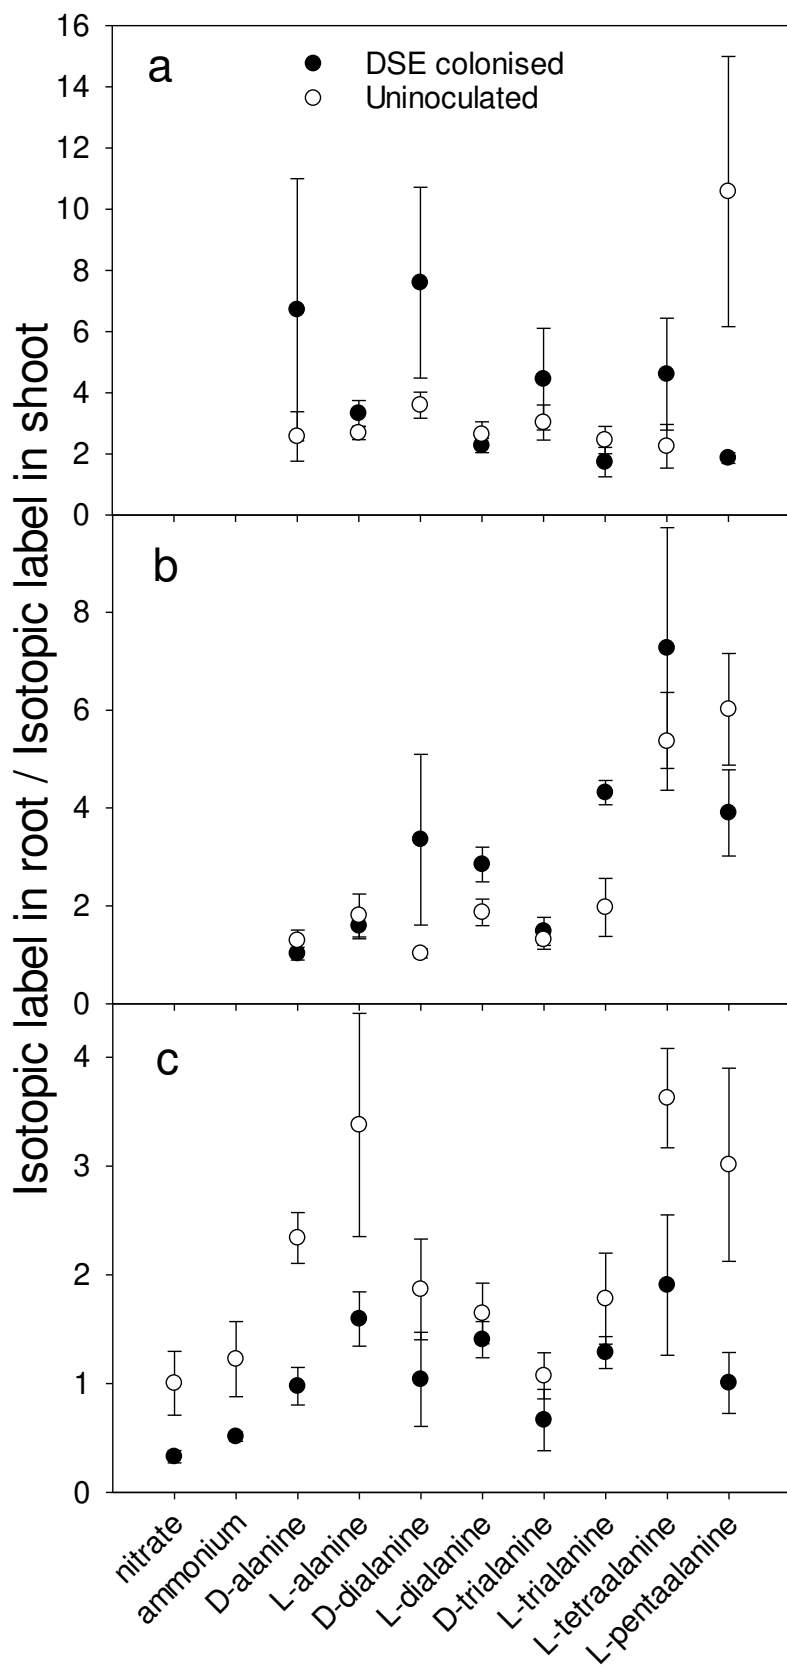 Isotopic label in root / Isotopic label in shoot
16
14
12
10
8
6
4
2
0
a
DSE colonised
Uninoculated
8
6
4
2
0
b
4
3
2
1
0
c
nitrate
ammonium
D-alanine
L-alanine
D-dialanine
L-dialanine
D-trialanine
L-trialanine
L-tetraalanine
L-pentaalanine